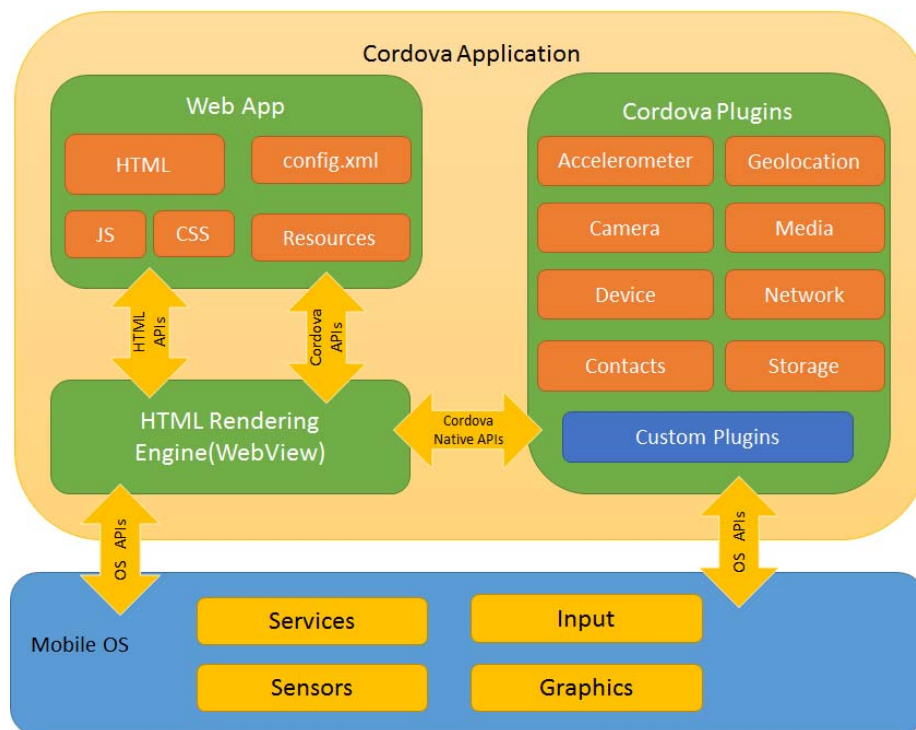 Cordova Application
Web App
HTML
config.xml
JS
CSS
Resources
Cordova Plugins
Accelerometer
Geolocation
Camera
Media
Device
Network
Contacts
Storage
Custom Plugins
HTML
APIs
Cordova
APIs
HTML Rendering
Engine(WebView)
Cordova
Native APIs
OS APIs
OS APIs
Mobile OS
Services
Input
Sensors
Graphics